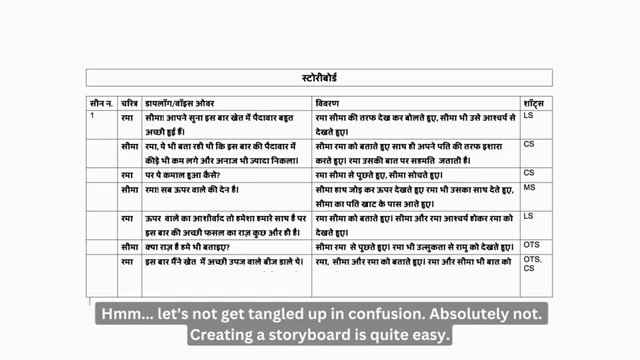 स्टोरीबोर्ड
सीन न. चरित्र डायलॉग/वॉइस ओवर विवरण शॉट्स
1 रमा सीमा! आपने सुना इस बार खेत में पैदावार बहुत रमा सीमा की तरफ देख कर बोलते हुए, सीमा भी उसे आश्चर्य से LS
अच्छी हुई हैं। देखते हुए।
सीमा रमा, ये भी बता रही थी कि इस बार की पैदावार में सीमा रमा को बताते हुए साथ ही अपने पति की तरफ इशारा CS
कीड़े भी कम लगे और अनाज भी ज्यादा निकला। करते हुए। रमा उसकी बात पर सहमति जताती है।
रमा पर ये कमाल हुआ कैसे? रमा सीमा से पूछते हुए, सीमा सोचते हुए। CS
सीमा रमा! सब ऊपर वाले की देन है। सीमा हाथ जोड़ कर ऊपर देखते हुए रमा भी उसका साथ देते हुए, MS
सीमा का पति खाट के पास आते हुए।
रमा ऊपर वाले का आशीर्वाद तो हमेशा हमारे साथ है पर रमा सीमा को बताते हुए। सीमा और रमा आश्चर्य होकर रमा को LS
इस बार की अच्छी फसल का राज़ कुछ और ही है। देखते हुए।
सीमा क्या राज़ है हमे भी बताइए? सीमा रमा से पूछते हुए। रमा भी उत्सुकता से रामू को देखते हुए। OTS
रमा इस बार मैंने खेत में अच्छी उपज वाले बीज डाले थे। रमा, सीमा और रमा को बताते हुए। रमा और सीमा भी बात को OTS,
CS
Hmm... let's not get tangled up in confusion. Absolutely not.
Creating a storyboard is quite easy.